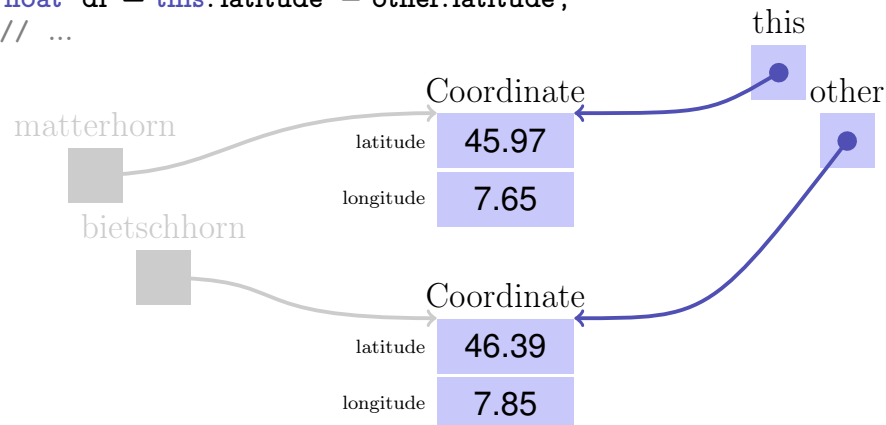 float dr = this.latitude - other.latitude;
// ...
this
Coordinate
other
matterhorn
latitude
45.97
longitude
7.65
bietschhorn
Coordinate
latitude
46.39
longitude
7.85